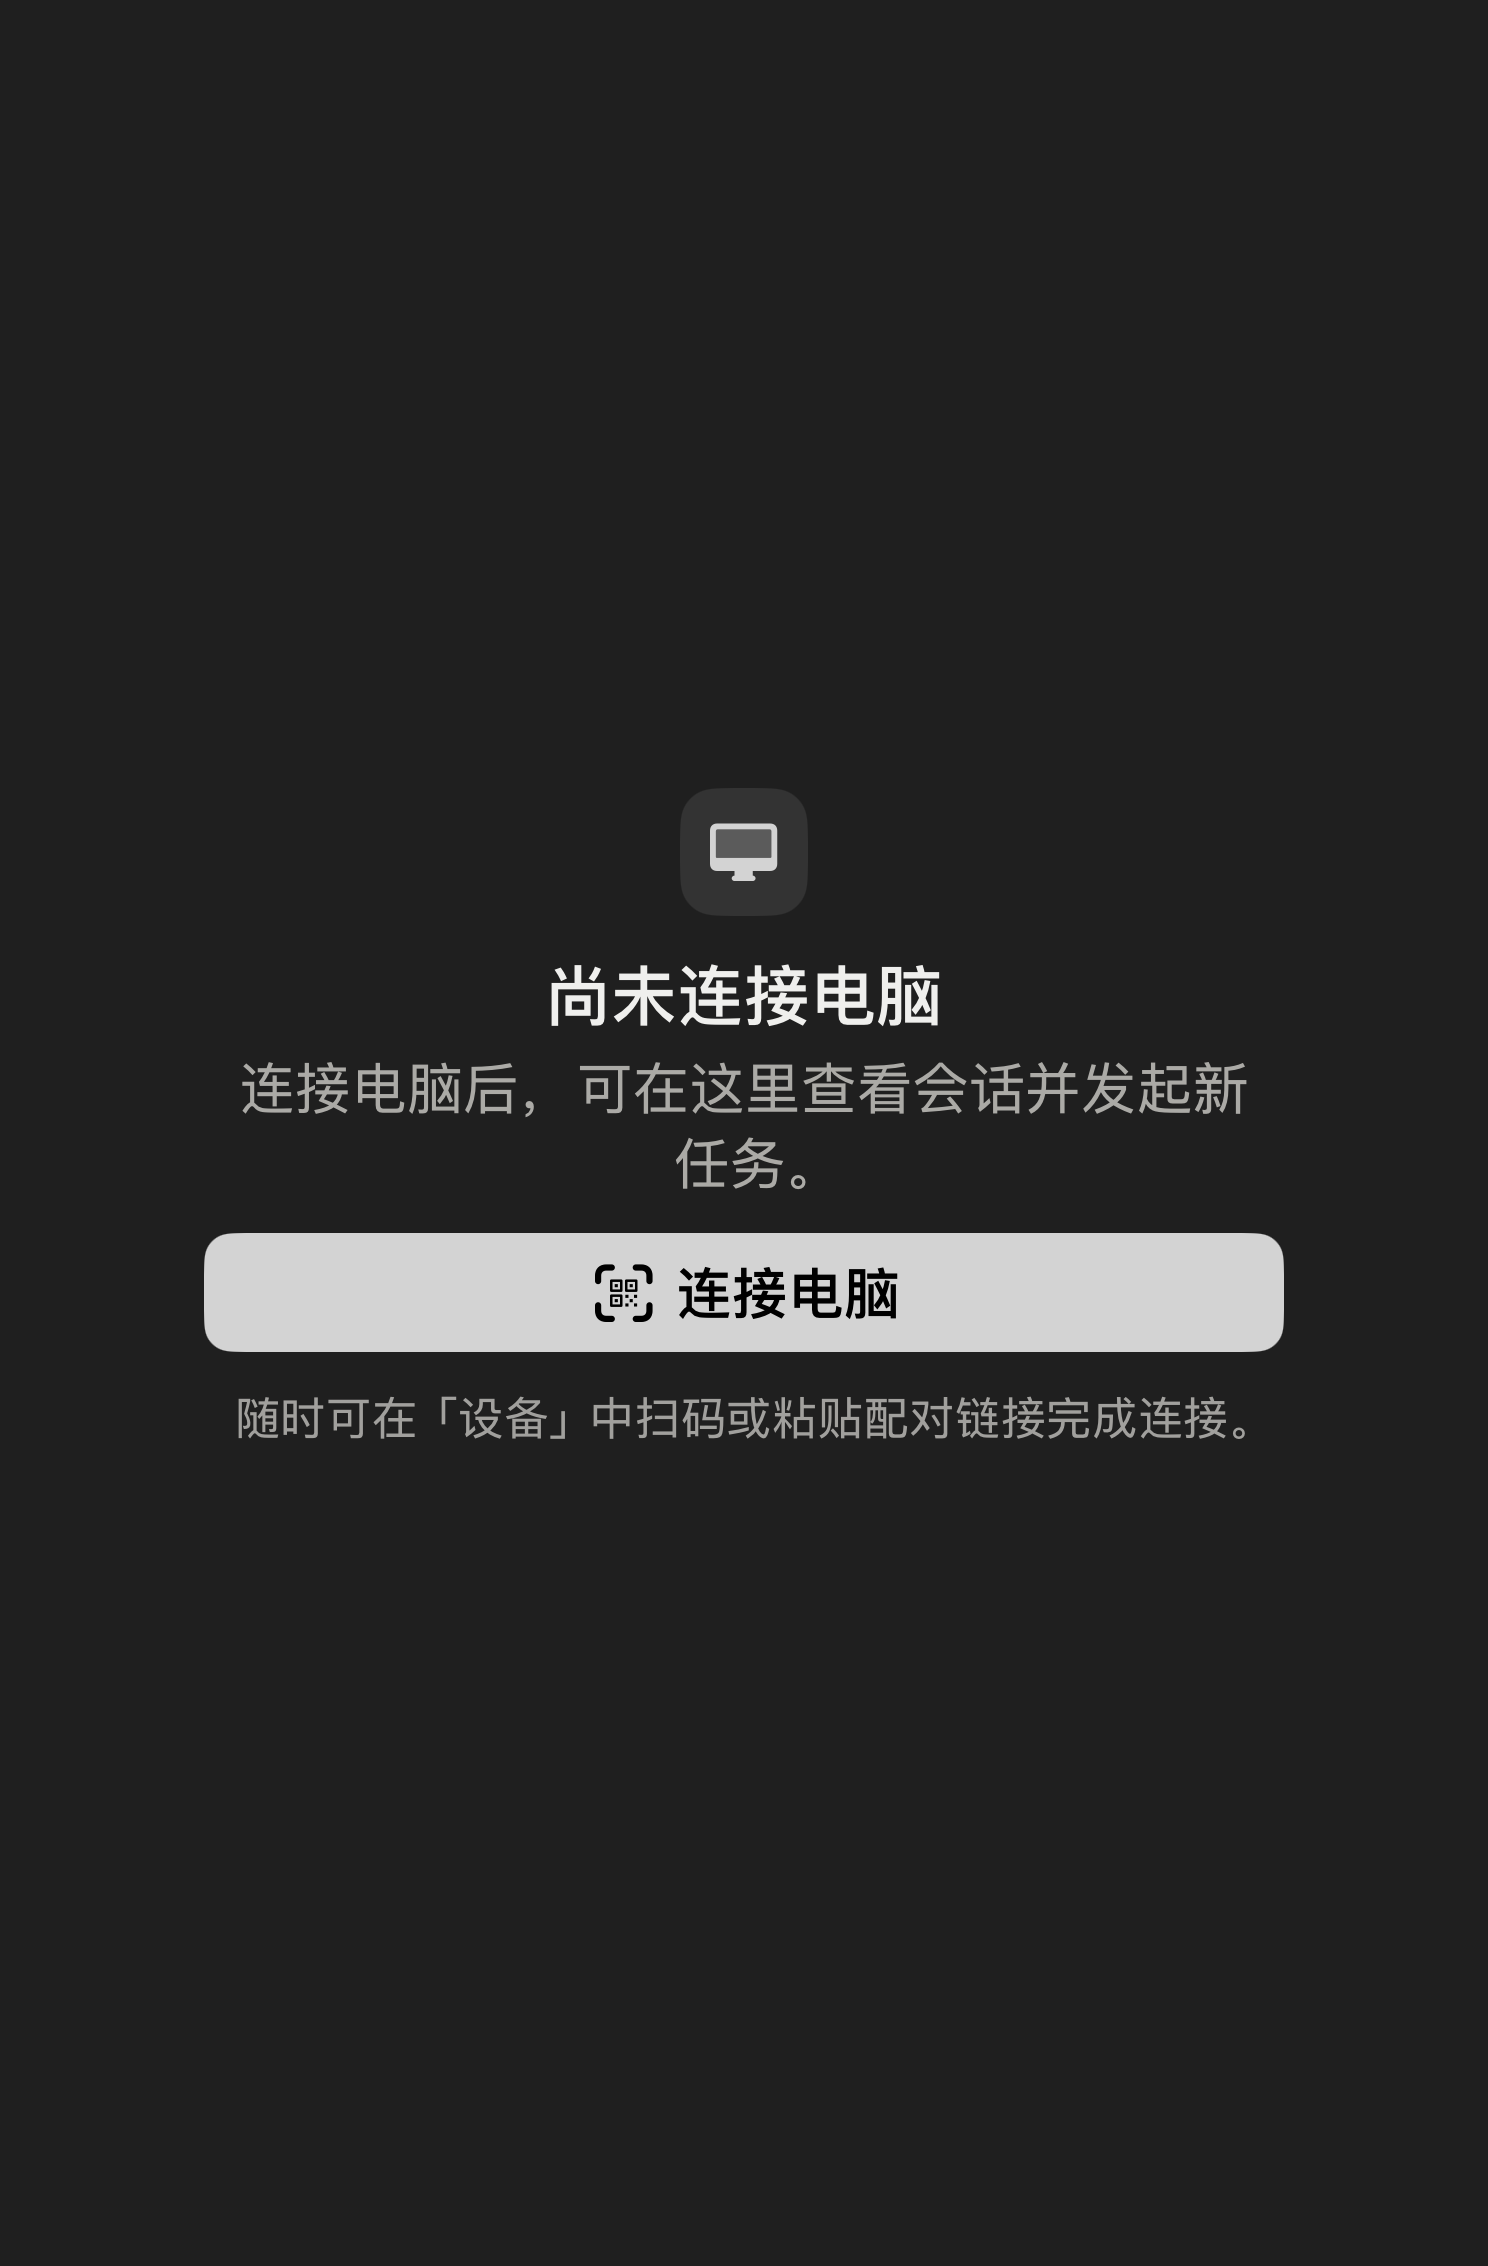 尚未连接电脑
连接电脑后，可在这里查看会话并发起新
任务。
连接电脑
随时可在「设备」中扫码或粘贴配对链接完成连接。